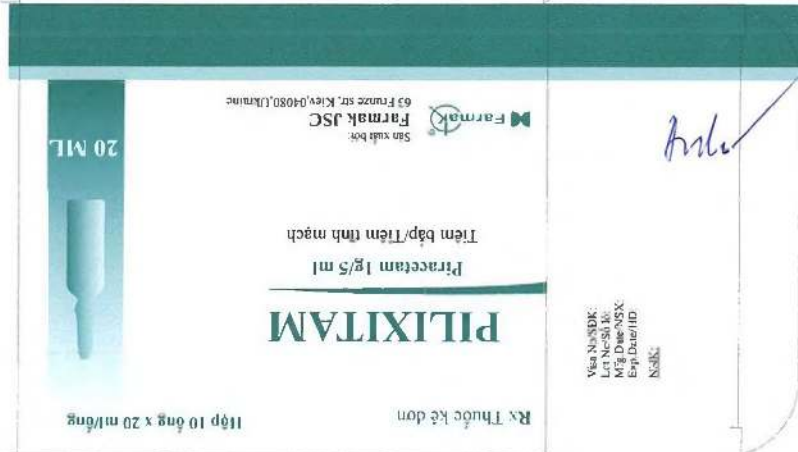 Rx Thuốc kê đơn
Hộp 10 ống x 20 ml/ống
PILIXITAM
Piracetam 1g/5 ml
Tiêm bắp/Tiêm tĩnh mạch
20 ML
Farmak
Sản xuất bởi:
Farmak JSC
63 Frunze str, Kiev,04080,Ukraine
Visa No/SĐK:
Lot No/Số lô:
Mfg.Date/NSX:
Exp.Date/HD: